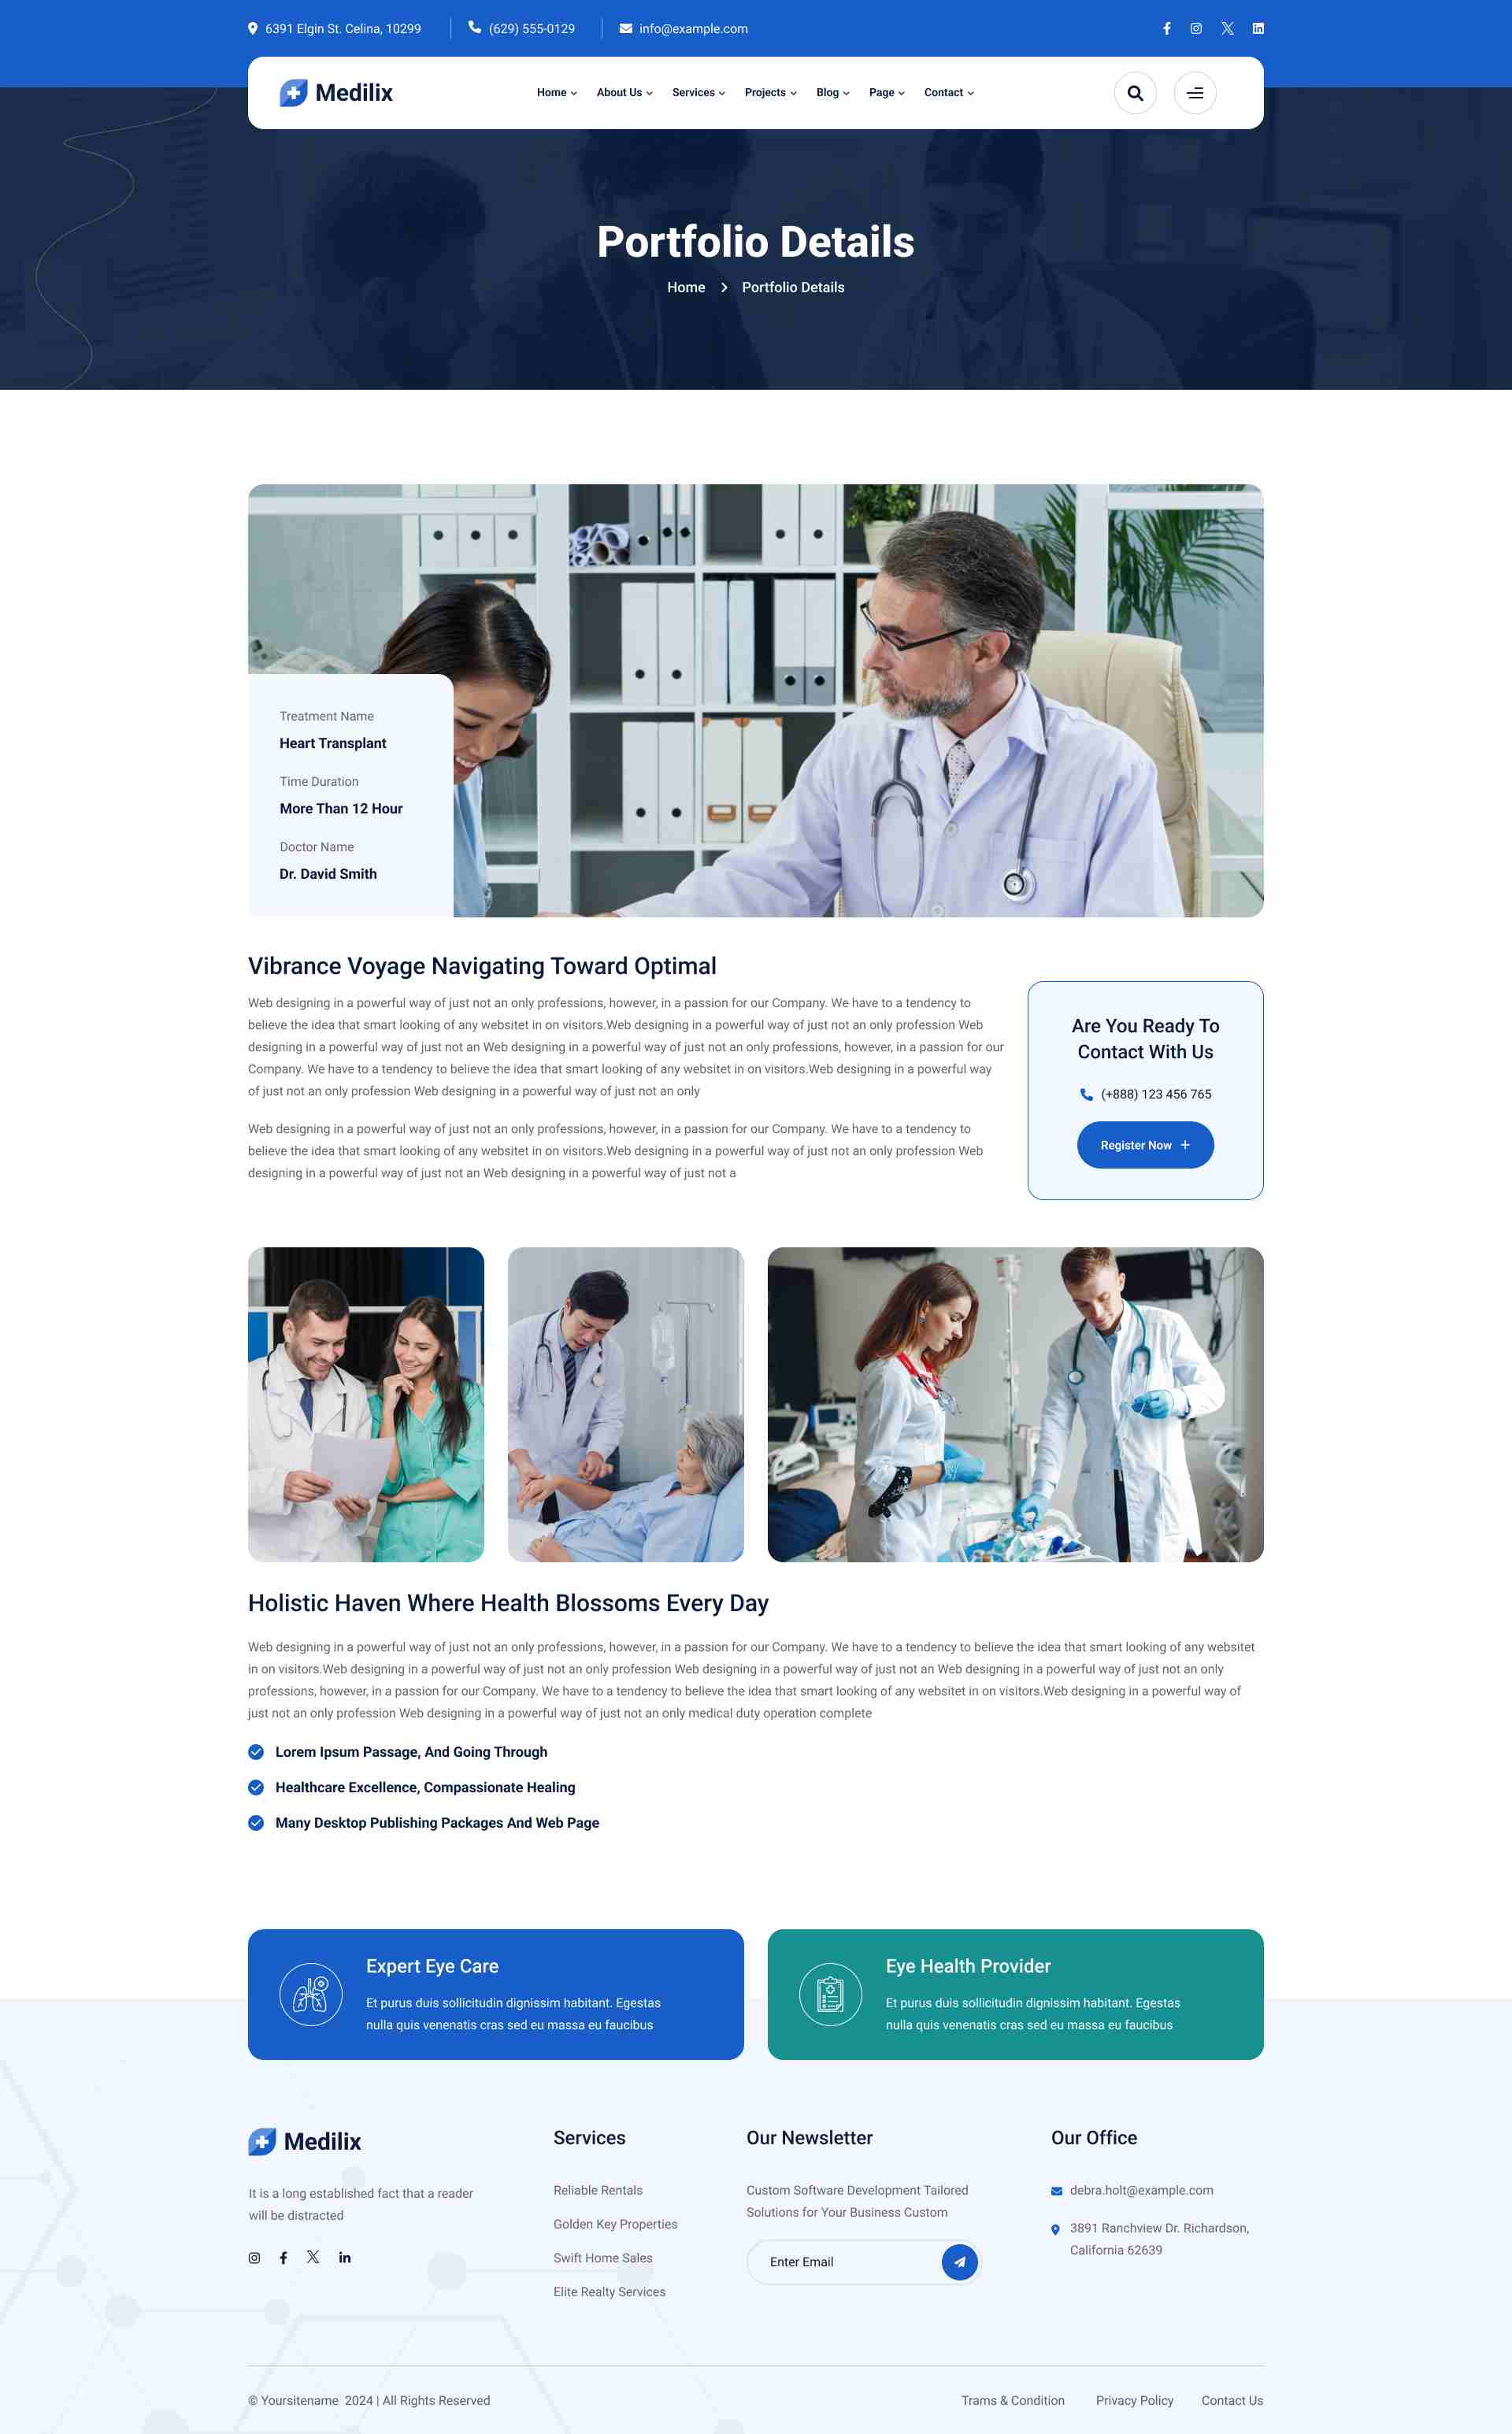 6391 Elgin St. Celina, 10299
(629) 555-0129
info@example.com
Medilix
Home
About Us
Services
Projects
Blog
Page
Contact
Portfolio Details
Home
Portfolio Details
Treatment Name
Heart Transplant
Time Duration
More Than 12 Hour
Doctor Name
Dr. David Smith
Vibrance Voyage Navigating Toward Optimal
Web designing in a powerful way of just not an only professions, however, in a passion for our Company. We have to a tendency to
believe the idea that smart looking of any websitet in on visitors.Web designing in a powerful way of just not an only profession Web
designing in a powerful way of just not an Web designing in a powerful way of just not an only professions, however, in a passion for our
Company. We have to a tendency to believe the idea that smart looking of any websitet in on visitors.Web designing in a powerful way
of just not an only profession Web designing in a powerful way of just not an only
Web designing in a powerful way of just not an only professions, however, in a passion for our Company. We have to a tendency to
believe the idea that smart looking of any websitet in on visitors.Web designing in a powerful way of just not an only profession Web
designing in a powerful way of just not an Web designing in a powerful way of just not a
Are You Ready To
Contact With Us
(+888) 123 456 765
Register Now +
Holistic Haven Where Health Blossoms Every Day
Web designing in a powerful way of just not an only professions, however, in a passion for our Company. We have to a tendency to believe the idea that smart looking of any websitet
in on visitors.Web designing in a powerful way of just not an only profession Web designing in a powerful way of just not an Web designing in a powerful way of just not an only
professions, however, in a passion for our Company. We have to a tendency to believe the idea that smart looking of any websitet in on visitors.Web designing in a powerful way of
just not an only profession Web designing in a powerful way of just not an only medical duty operation complete
Lorem Ipsum Passage, And Going Through
Healthcare Excellence, Compassionate Healing
Many Desktop Publishing Packages And Web Page
Expert Eye Care
Et purus duis sollicitudin dignissim habitant. Egestas
nulla quis venenatis cras sed eu massa eu faucibus
Eye Health Provider
Et purus duis sollicitudin dignissim habitant. Egestas
nulla quis venenatis cras sed eu massa eu faucibus
Medilix
It is a long established fact that a reader
will be distracted
Services
Reliable Rentals
Golden Key Properties
Swift Home Sales
Elite Realty Services
Our Newsletter
Custom Software Development Tailored
Solutions for Your Business Custom
Enter Email
Our Office
debra.holt@example.com
3891 Ranchview Dr. Richardson,
California 62639
© Yoursitename 2024 | All Rights Reserved
Trams & Condition
Privacy Policy
Contact Us